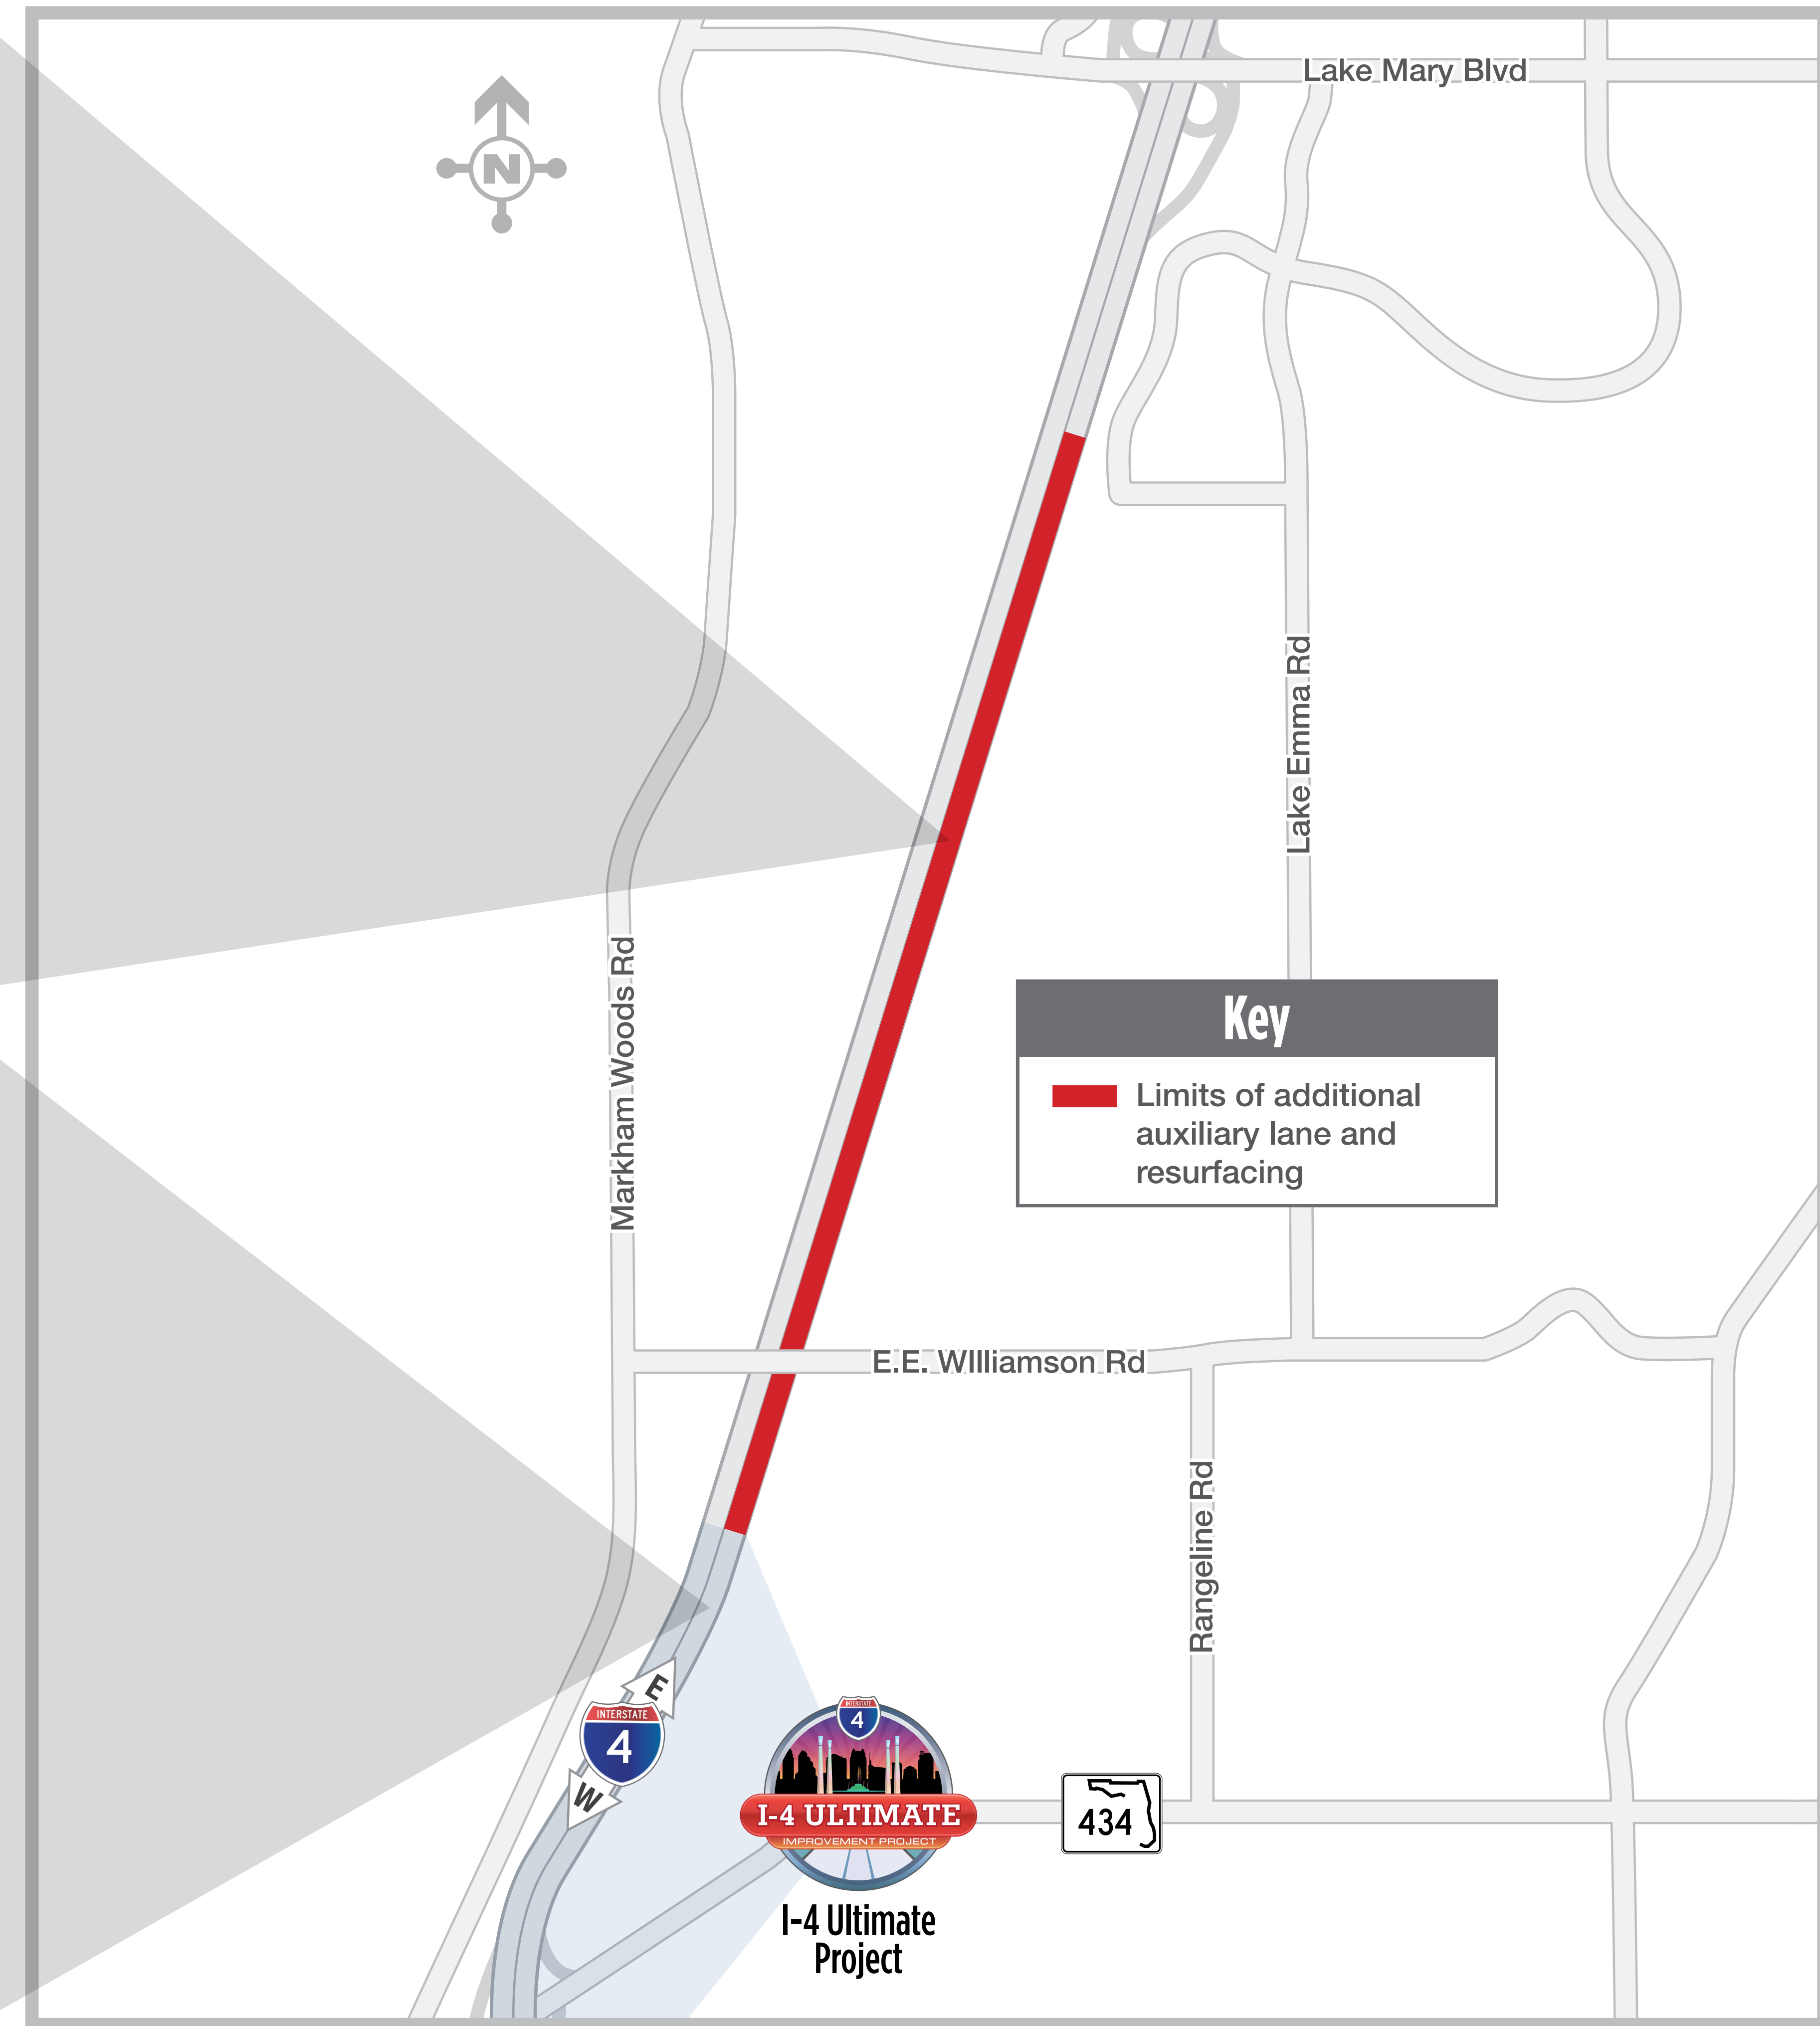 Lake Mary Blvd
N
Lake Emma Rd
Markham Woods Rd
Key
Limits of additional
auxiliary lane and
resurfacing
E.E. WIlliamson Rd
Rangeline Rd
E
INTERSTATE
4
W
INTERSTATE
4
I-4 ULTIMATE
IMPROVEMENT PROJECT
434
I-4 Ultimate
Project